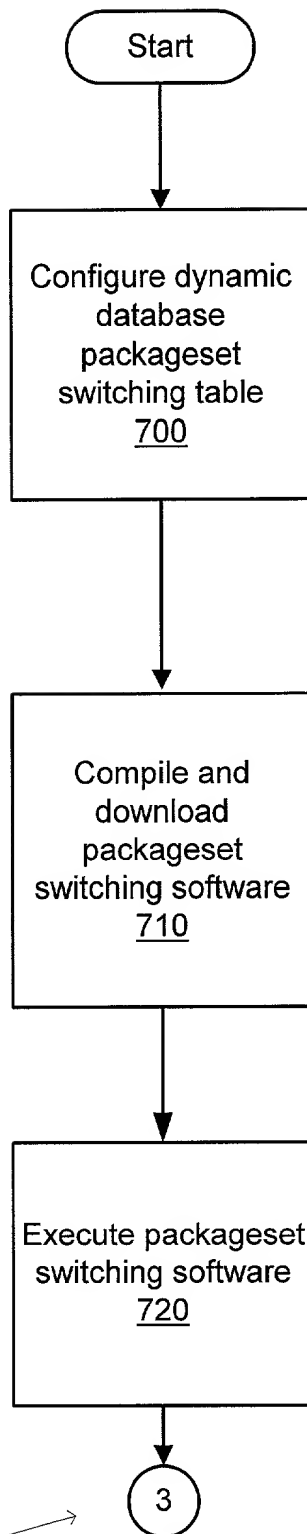 Start
Configure dynamic
database
packageset
switching table
700
Compile and
download
packageset
switching software
710
Execute packageset
switching software
720
3